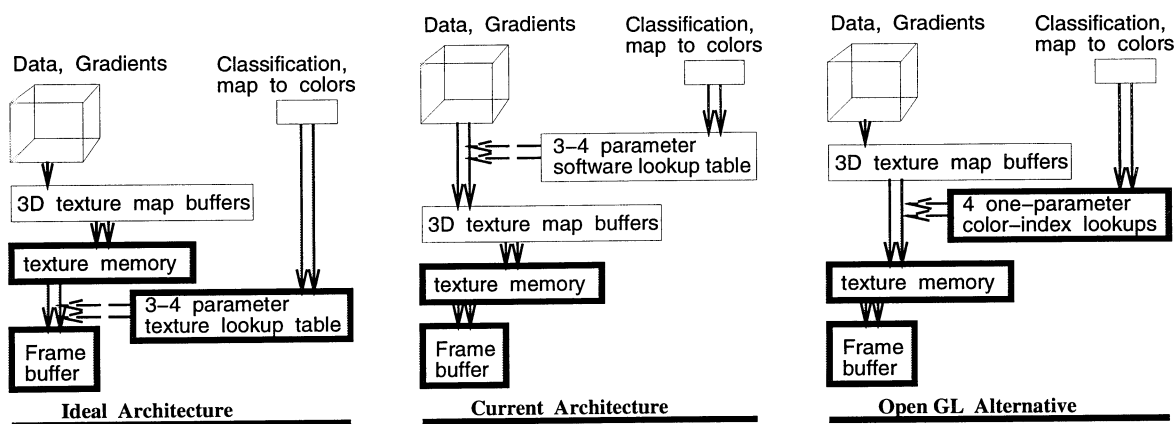 Data, Gradients
Classification,
map to colors
3D texture map buffers
texture memory
3–4 parameter
texture lookup table
Frame
buffer
Ideal Architecture
Data, Gradients
Classification,
map to colors
3–4 parameter
software lookup table
3D texture map buffers
texture memory
Frame
buffer
Current Architecture
Data, Gradients
Classification,
map to colors
3D texture map buffers
4 one–parameter
color–index lookups
texture memory
Frame
buffer
Open GL Alternative